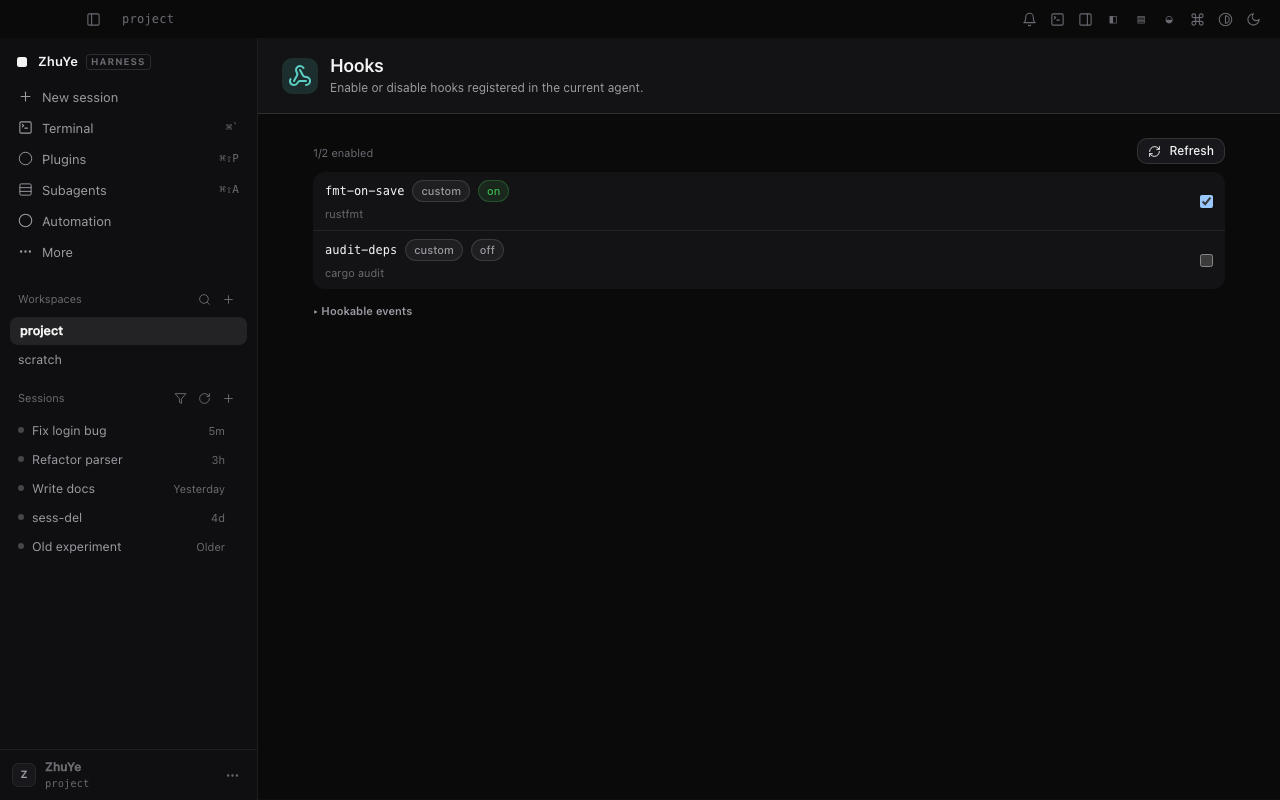 project
ZhuYe HARNESS
New session
Terminal ⌘`
Plugins ⌘⇧P
Subagents ⌘⇧A
Automation
More
Workspaces
project
scratch
Sessions
Fix login bug 5m
Refactor parser 3h
Write docs Yesterday
sess-del 4d
Old experiment Older
Z
ZhuYe
project
Hooks
Enable or disable hooks registered in the current agent.
1/2 enabled
Refresh
fmt-on-save custom on
rustfmt
audit-deps custom off
cargo audit
▸ Hookable events